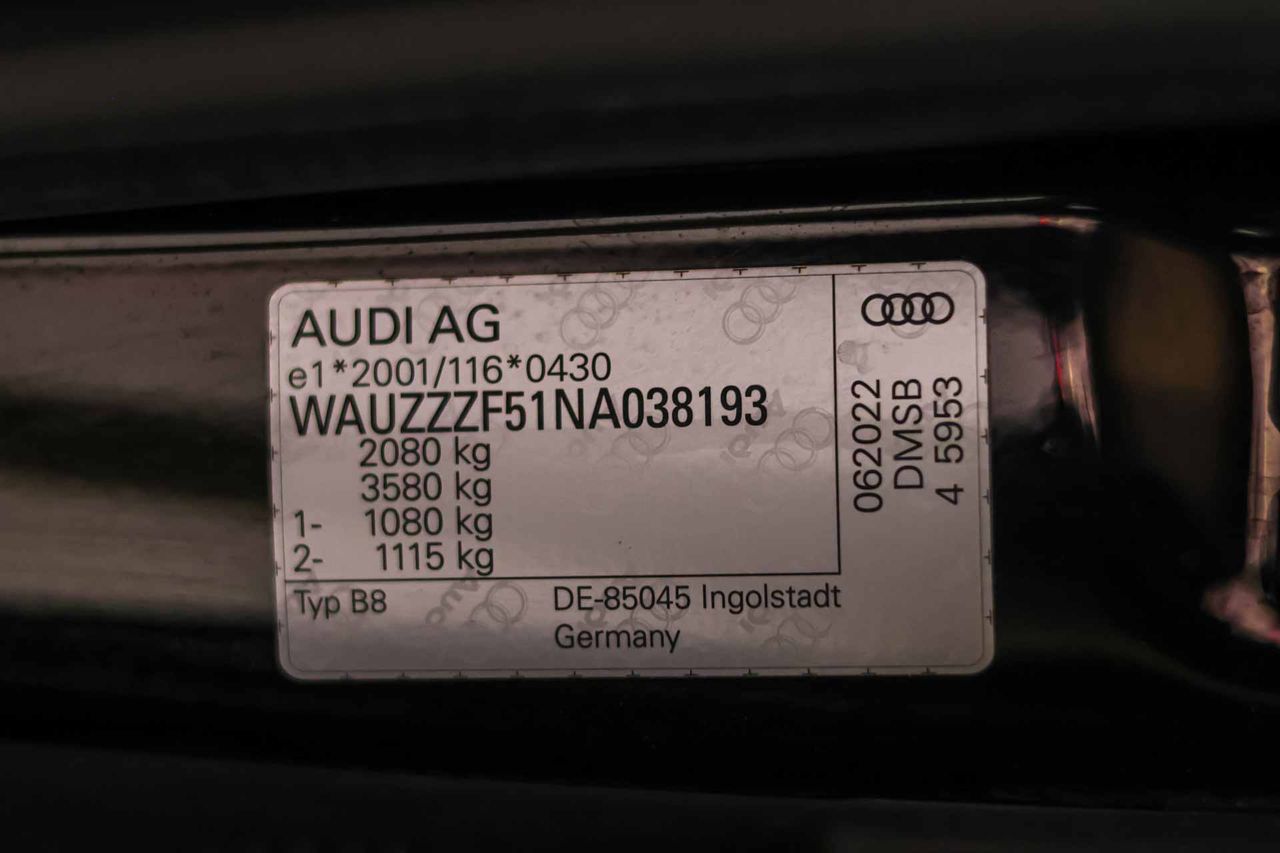 AUDI AG
e1*2001/116*0430
WAUZZZF51NA038193
2080 kg
3580 kg
1- 1080 kg
2- 1115 kg
Typ B8
DE-85045 Ingolstadt
Germany
062022
DMSB
4 5953